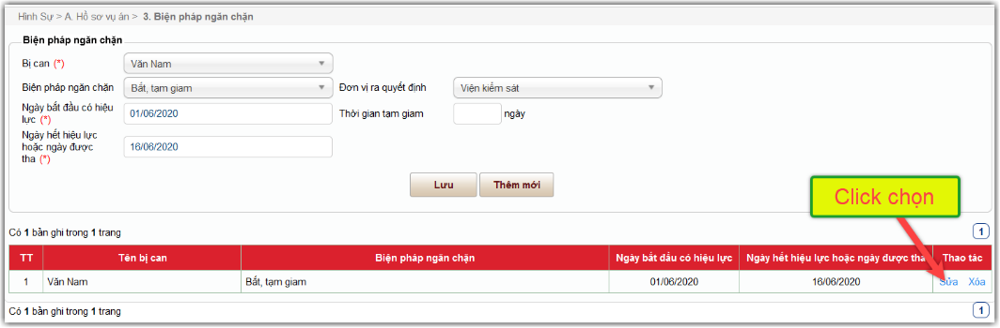 Hình Sự > A. Hồ sơ vụ án > 3. Biện pháp ngăn chặn
Biện pháp ngăn chặn
Bị can (*)
Văn Nam
Biện pháp ngăn chặn
Bắt, tạm giam
Đơn vị ra quyết định
Viện kiểm sát
Ngày bắt đầu có hiệu
lực (*)
01/06/2020
Thời gian tạm giam
ngày
Ngày hết hiệu lực
hoặc ngày được
tha (*)
16/06/2020
Lưu
Thêm mới
Click chọn
Có 1 bản ghi trong 1 trang
1
TT Tên bị can Biện pháp ngăn chặn Ngày bắt đầu có hiệu lực Ngày hết hiệu lực hoặc ngày được tha Thao tác
1 Văn Nam Bắt, tạm giam 01/06/2020 16/06/2020 Sửa Xóa
Có 1 bản ghi trong 1 trang
1